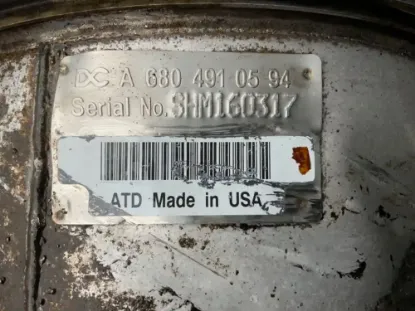 DC A 680 491 05 94
Serial No. SHM160317
ATD Made in USA